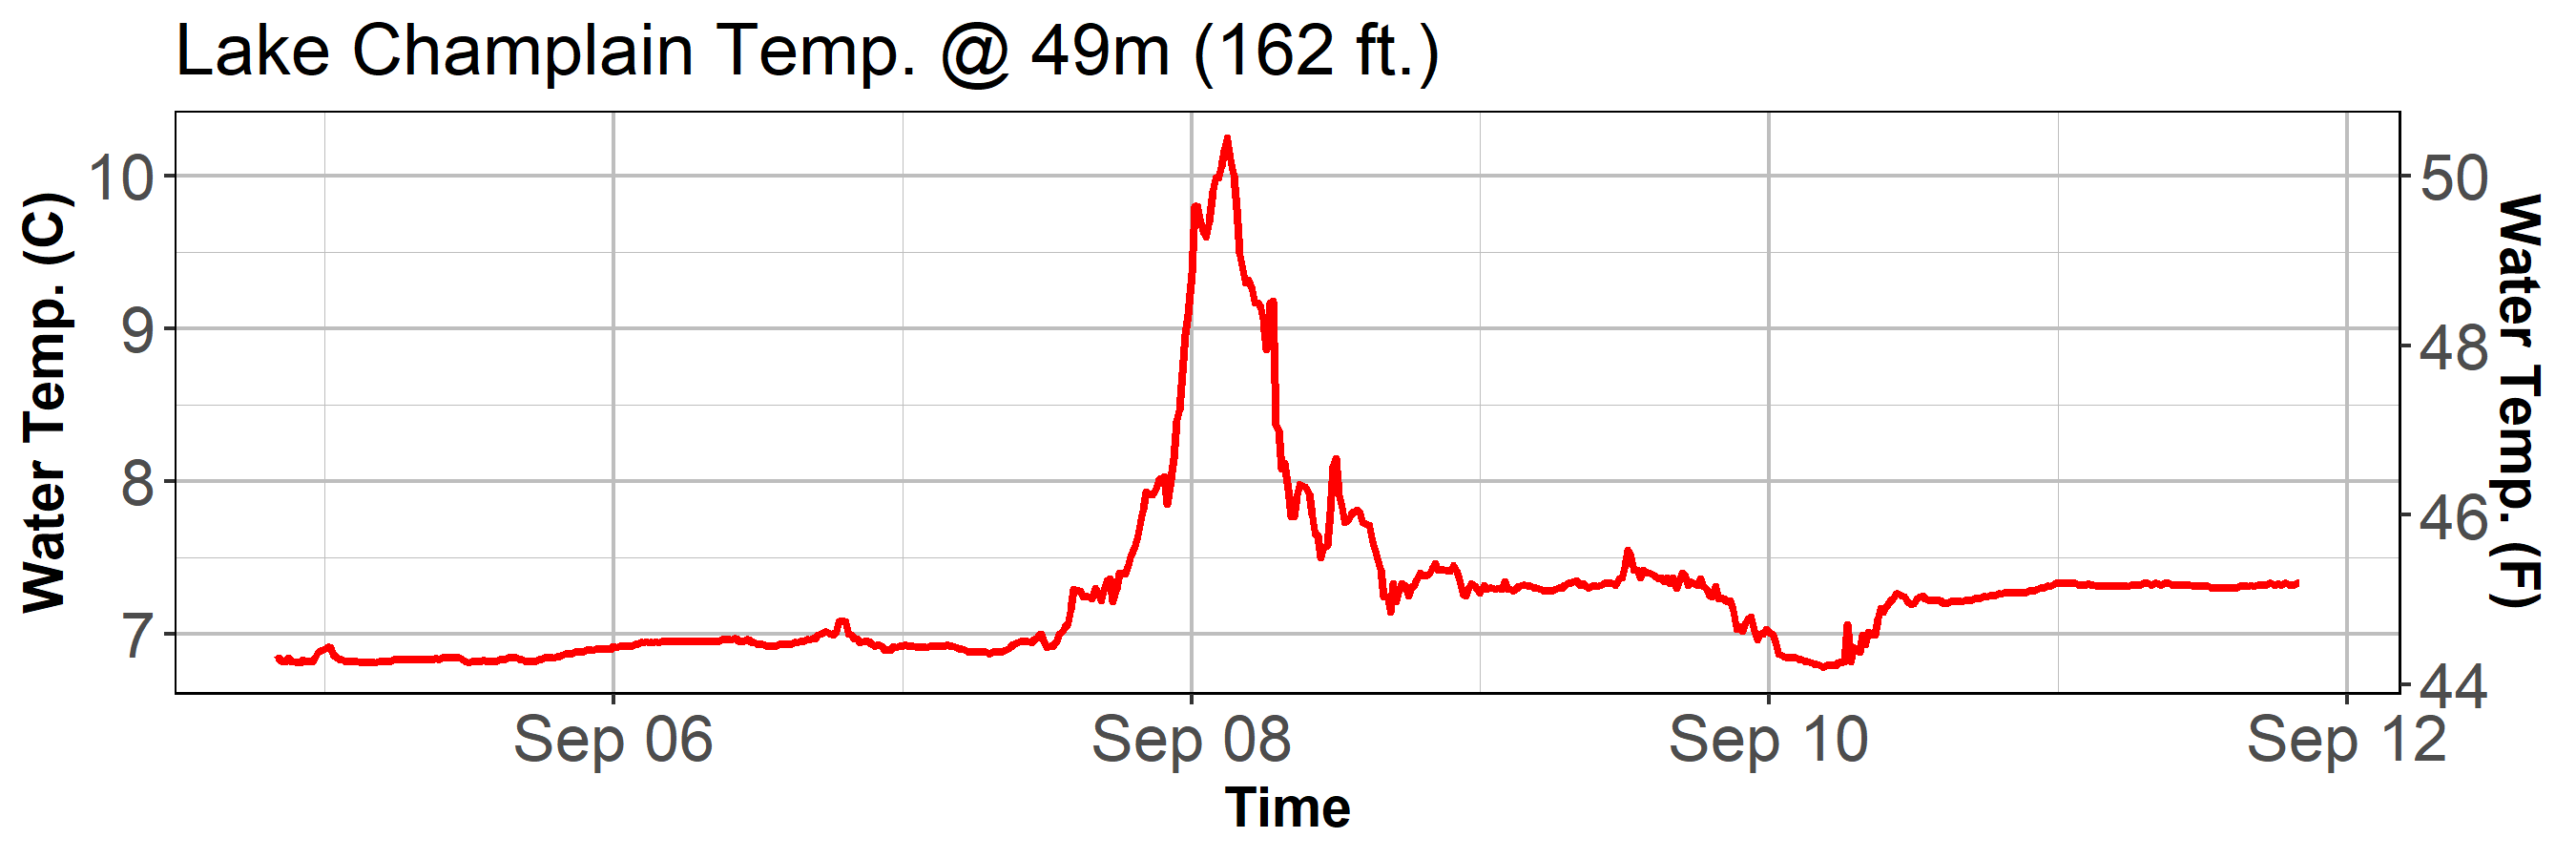 Lake Champlain Temp. @ 49m (162 ft.)
Water Temp. (C)
10
9
8
7
50
48
46
44
Water Temp. (F)
Sep 06
Sep 08
Sep 10
Sep 12
Time